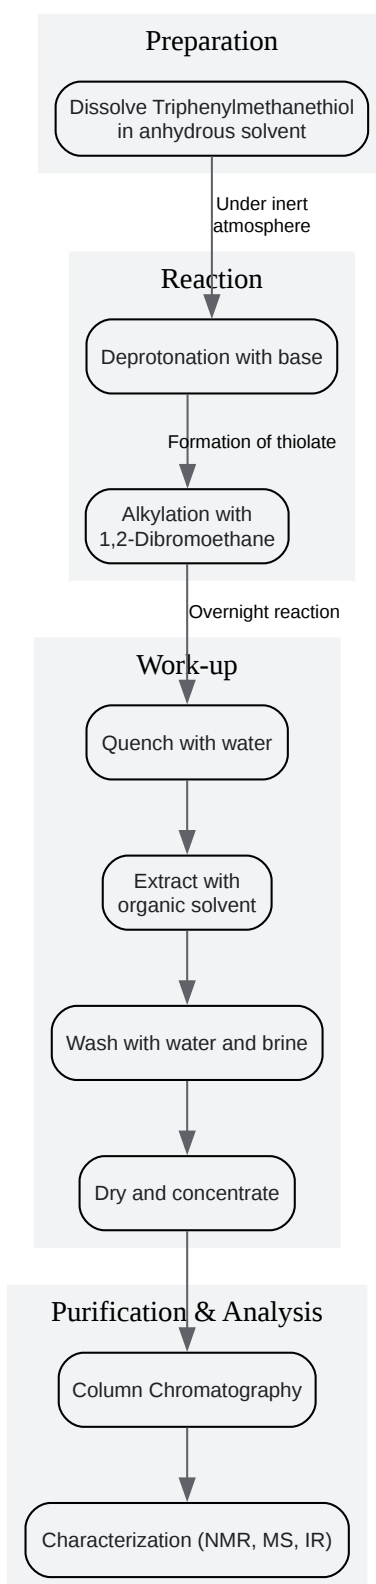 Preparation
Dissolve Triphenylmethanethiol
in anhydrous solvent
Under inert
atmosphere
Reaction
Deprotonation with base
Formation of thiolate
Alkylation with
1,2-Dibromoethane
Overnight reaction
Work-up
Quench with water
Extract with
organic solvent
Wash with water and brine
Dry and concentrate
Purification & Analysis
Column Chromatography
Characterization (NMR, MS, IR)